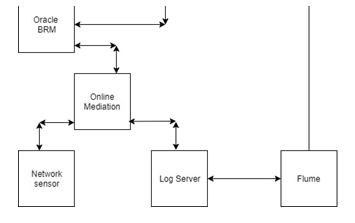 Oracle
BRM
Online
Mediation
Network
sensor
Log Server
Flume